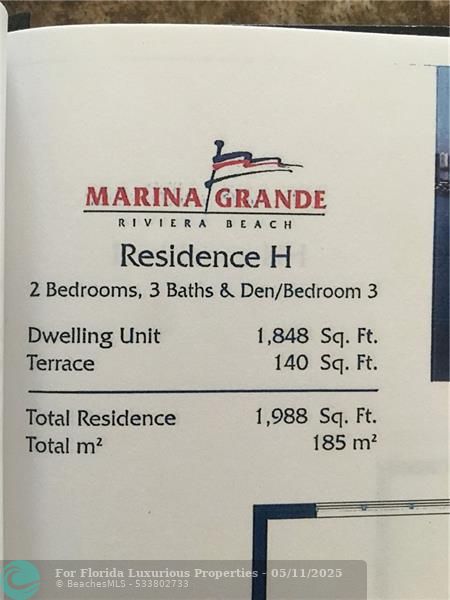 MARINA GRANDE
RIVIERA BEACH
Residence H
2 Bedrooms, 3 Baths & Den/Bedroom 3
Dwelling Unit 1,848 Sq. Ft.
Terrace 140 Sq. Ft.
Total Residence 1,988 Sq. Ft.
Total m² 185 m²
For Florida Luxurious Properties - 05/11/2025
© BeachesMLS - 533802733